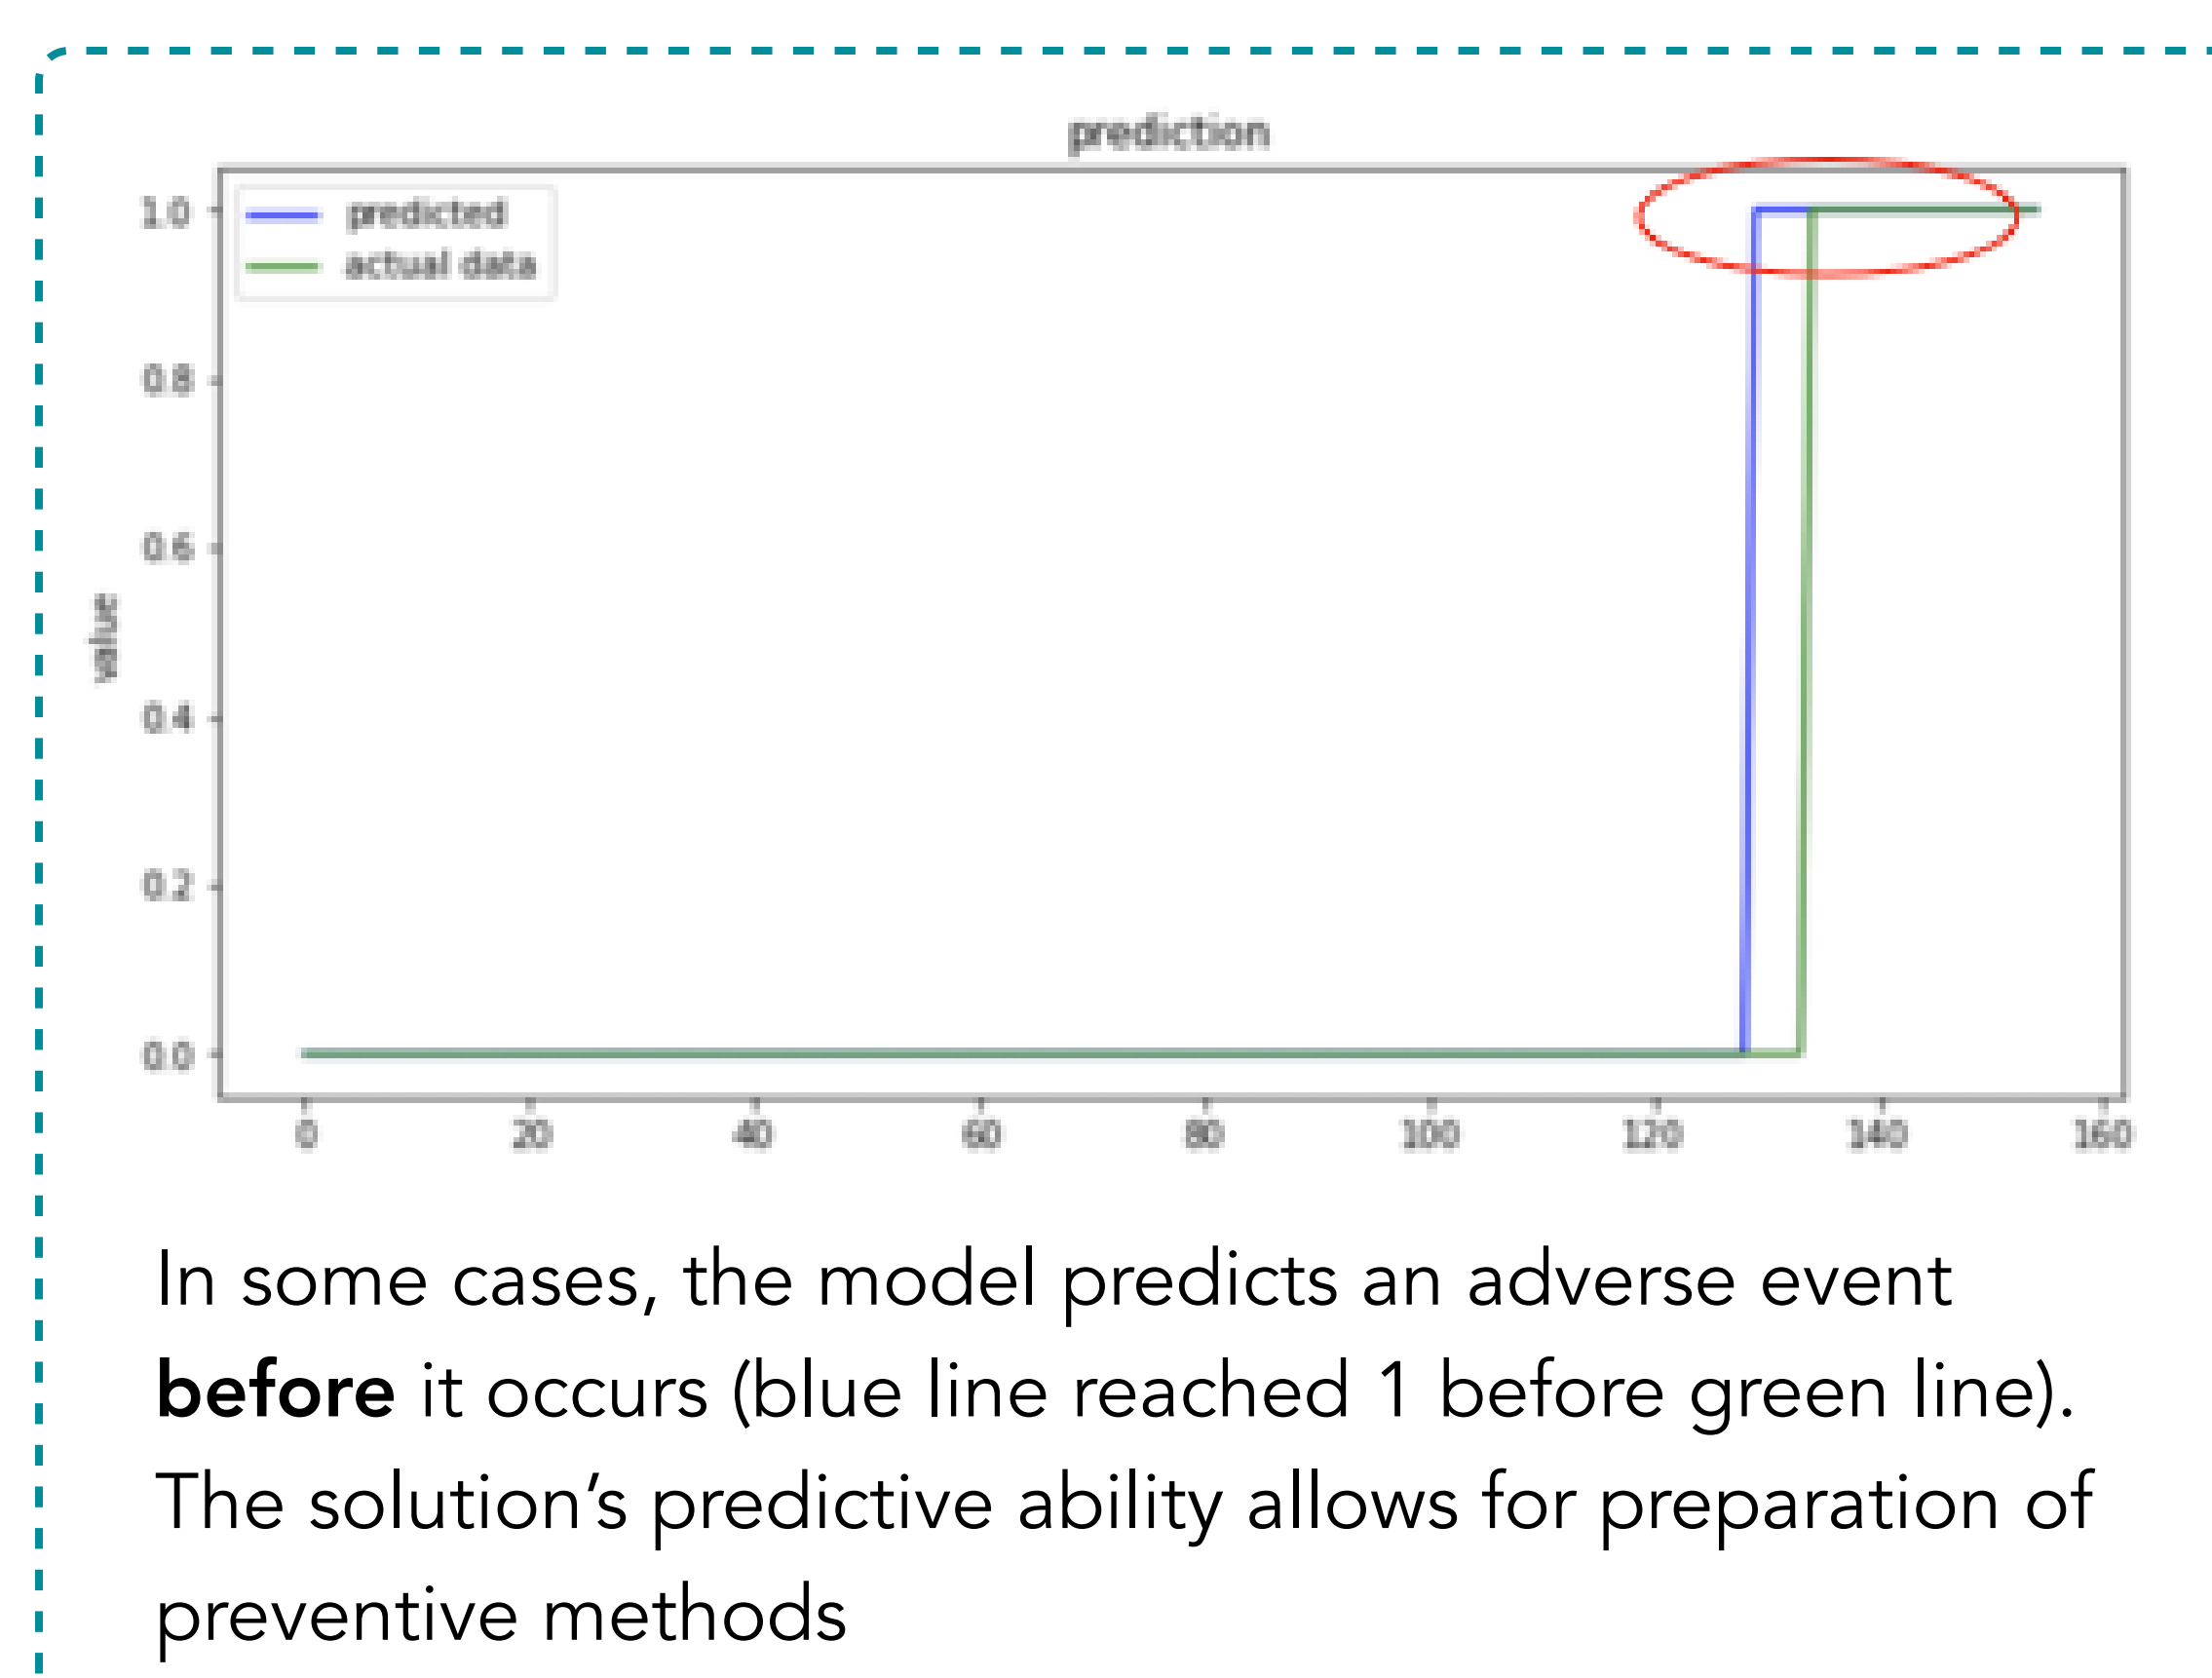 prediction
predicted
actual data
1.0
0.8
0.6
0.4
0.2
0.0
value
0 20 40 60 80 100 120 140 160
In some cases, the model predicts an adverse event
before it occurs (blue line reached 1 before green line).
The solution’s predictive ability allows for preparation of
preventive methods